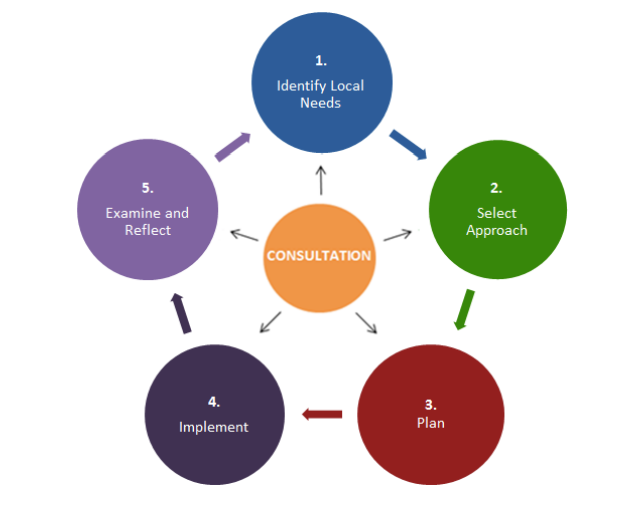 1.
Identify Local
Needs
2.
Select
Approach
3.
Plan
4.
Implement
5.
Examine and
Reflect
CONSULTATION